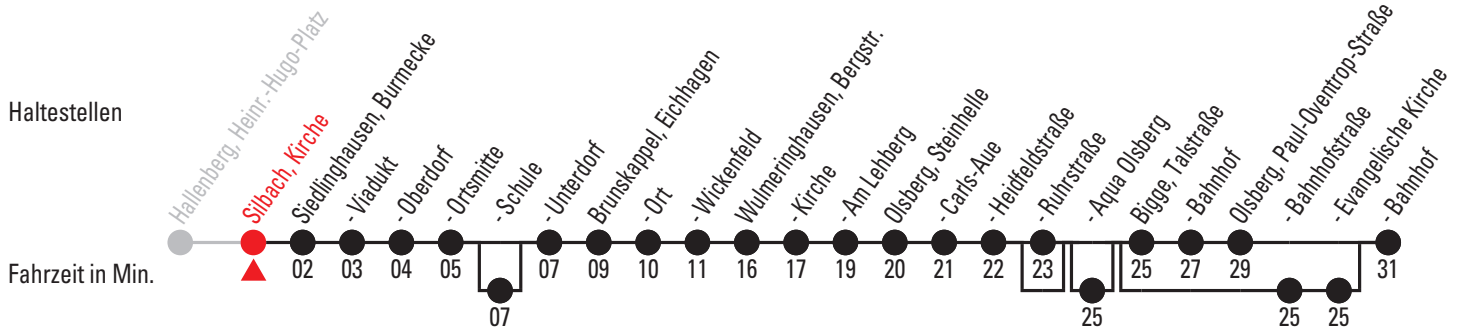 Haltestellen
Hallenberg, Heinr.-Hugo-Platz
Silbach, Kirche
Siedlinghausen, Burmecke
- Viadukt
- Oberdorf
- Ortsmitte
- Schule
- Unterdorf
Brunskappel, Eichhagen
- Ort
- Wickenfeld
Wulmeringhausen, Bergstr.
- Kirche
- Am Lehberg
Olsberg, Steinhelle
- Carls-Aue
- Heidfeldstraße
- Ruhrstraße
- Aqua Olsberg
Bigge, Talstraße
- Bahnhof
Olsberg, Paul-Oventrop-Straße
- Bahnhofstraße
- Evangelische Kirche
- Bahnhof
Fahrzeit in Min.
02 03 04 05 07 09 10 11 16 17 19 20 21 22 23 25 27 29 31
07 25 25 25